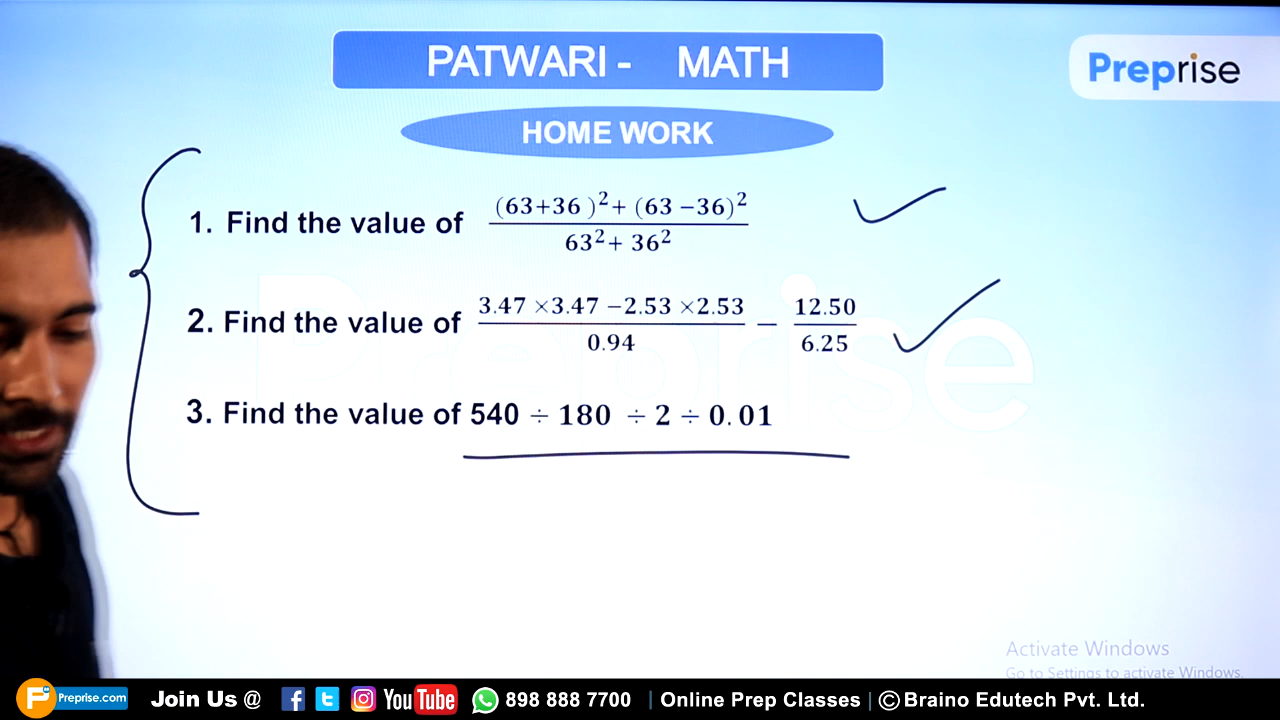 PATWARI - MATH
Preprise
HOME WORK
1. Find the value of (63+36 )² + (63 −36)² / 63² + 36²
2. Find the value of 3.47 ×3.47 −2.53 ×2.53 / 0.94 − 12.50 / 6.25
3. Find the value of 540 ÷ 180 ÷ 2 ÷ 0.01
Preprise
Activate Windows
Go to Settings to activate Windows.
P Preprise.com Join Us @ f YouTube 898 888 7700 | Online Prep Classes | © Braino Edutech Pvt. Ltd.